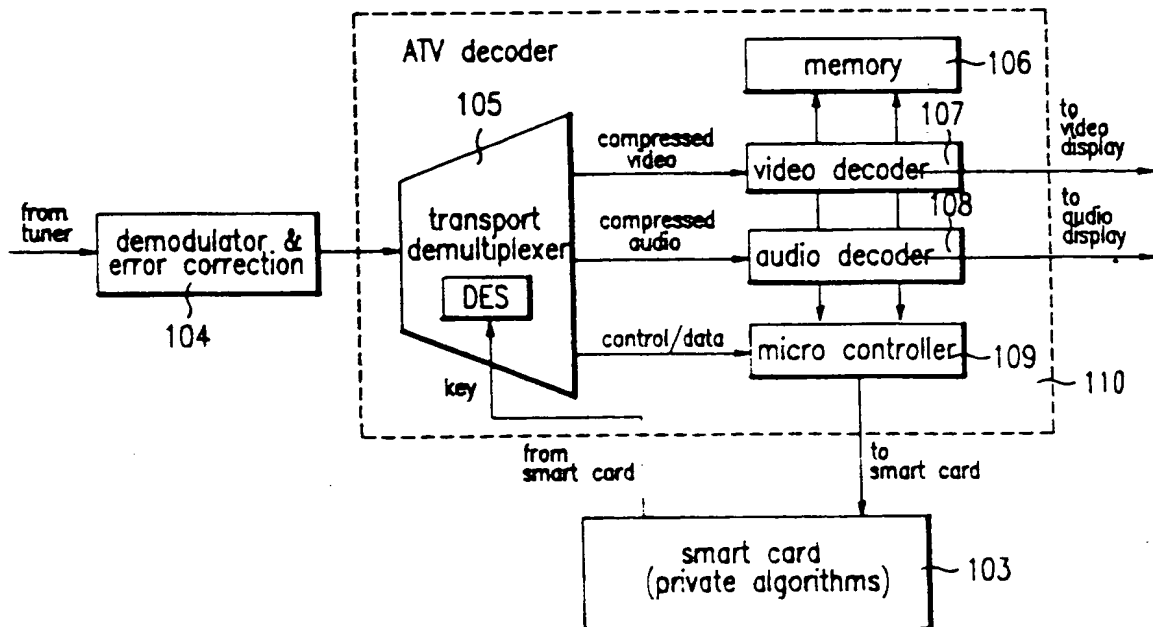 ATV decoder
memory
106
105
107
to
video
display
compressed
video
video decoder
from
tuner
demodulator &
error correction
104
transport
demultiplexer
DES
compressed
audio
108
audio decoder
to
audio
display
control/data
micro controller
109
key
110
from
smart card
to
smart card
smart card
(private algorithms)
103